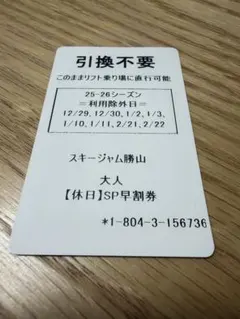 引換不要
このままリフト乗り場に直行可能
25-26シーズン
=利用除外日=
12/29, 12/30, 1/2, 1/3,
1/10, 1/11, 2/21, 2/22
スキージャム勝山
大人
【休日】SP早割券
*1-804-3-156736